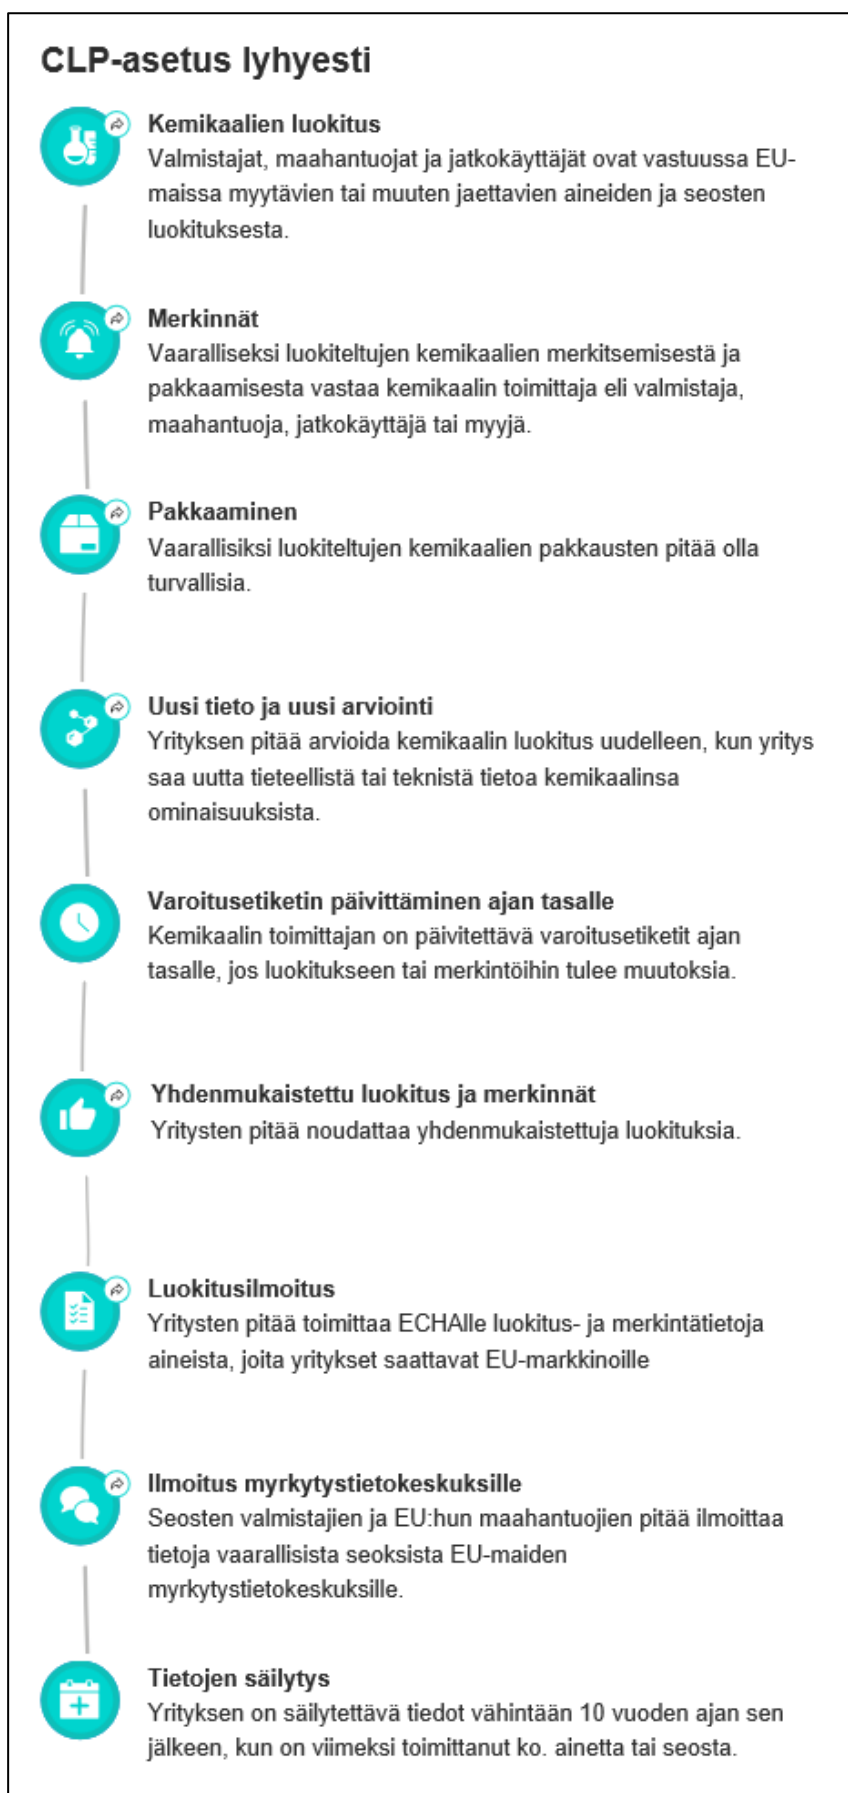 CLP-asetus lyhyesti
Kemikaalien luokitus
Valmistajat, maahantuojat ja jatkokäyttäjät ovat vastuussa EU-
maissa myytävien tai muuten jaettavien aineiden ja seosten
luokituksesta.
Merkinnät
Vaaralliseksi luokiteltujen kemikaalien merkitsemisestä ja
pakkaamisesta vastaa kemikaalin toimittaja eli valmistaja,
maahantuoja, jatkokäyttäjä tai myyjä.
Pakkaaminen
Vaarallisiksi luokiteltujen kemikaalien pakkausten pitää olla
turvallisia.
Uusi tieto ja uusi arviointi
Yrityksen pitää arvioida kemikaalin luokitus uudelleen, kun yritys
saa uutta tieteellistä tai teknistä tietoa kemikaalinsa
ominaisuuksista.
Varoitusetiketin päivittäminen ajan tasalle
Kemikaalin toimittajan on päivitettävä varoitusetiketit ajan
tasalle, jos luokitukseen tai merkintöihin tulee muutoksia.
Yhdenmukaistettu luokitus ja merkinnät
Yritysten pitää noudattaa yhdenmukaistettuja luokituksia.
Luokitusilmoitus
Yritysten pitää toimittaa ECHAlle luokitus- ja merkintätietoja
aineista, joita yritykset saattavat EU-markkinoille
Ilmoitus myrkytystietokeskuksille
Seosten valmistajien ja EU:hun maahantuojien pitää ilmoittaa
tietoja vaarallisista seoksista EU-maiden
myrkytystietokeskuksille.
Tietojen säilytys
Yrityksen on säilytettävä tiedot vähintään 10 vuoden ajan sen
jälkeen, kun on viimeksi toimittanut ko. ainetta tai seosta.